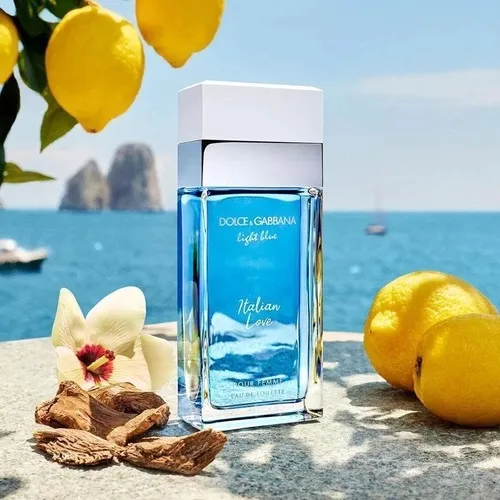 DOLCE & GABBANA
light blue
Italian
Love
POUR FEMME
EAU DE TOILETTE